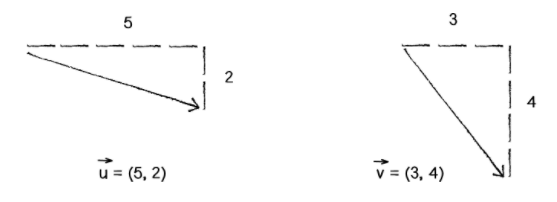 5
3
2
4
u⃗ = (5, 2)
v⃗ = (3, 4)